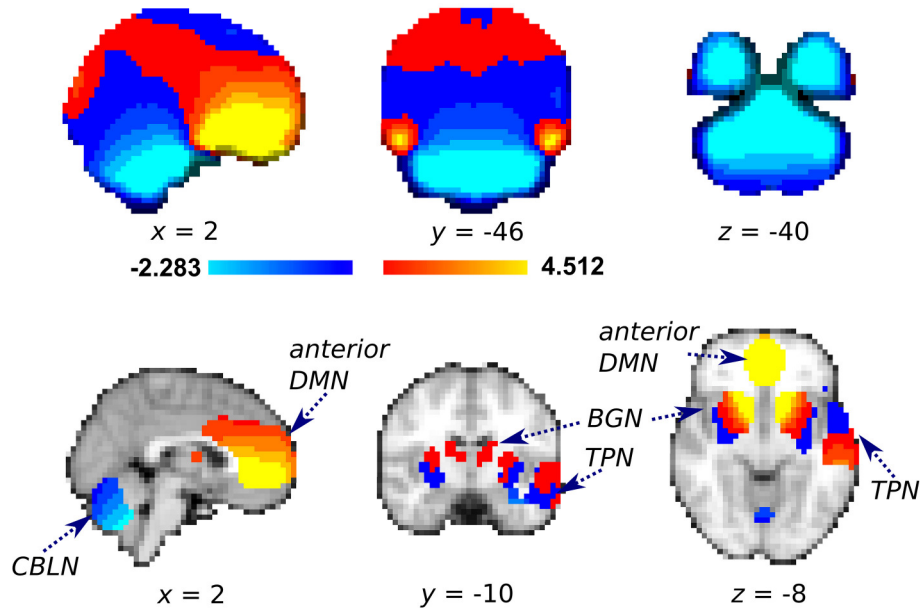 x = 2
y = -46
z = -40
-2.283
4.512
anterior
DMN
anterior
DMN
BGN
TPN
TPN
CBLN
x = 2
y = -10
z = -8